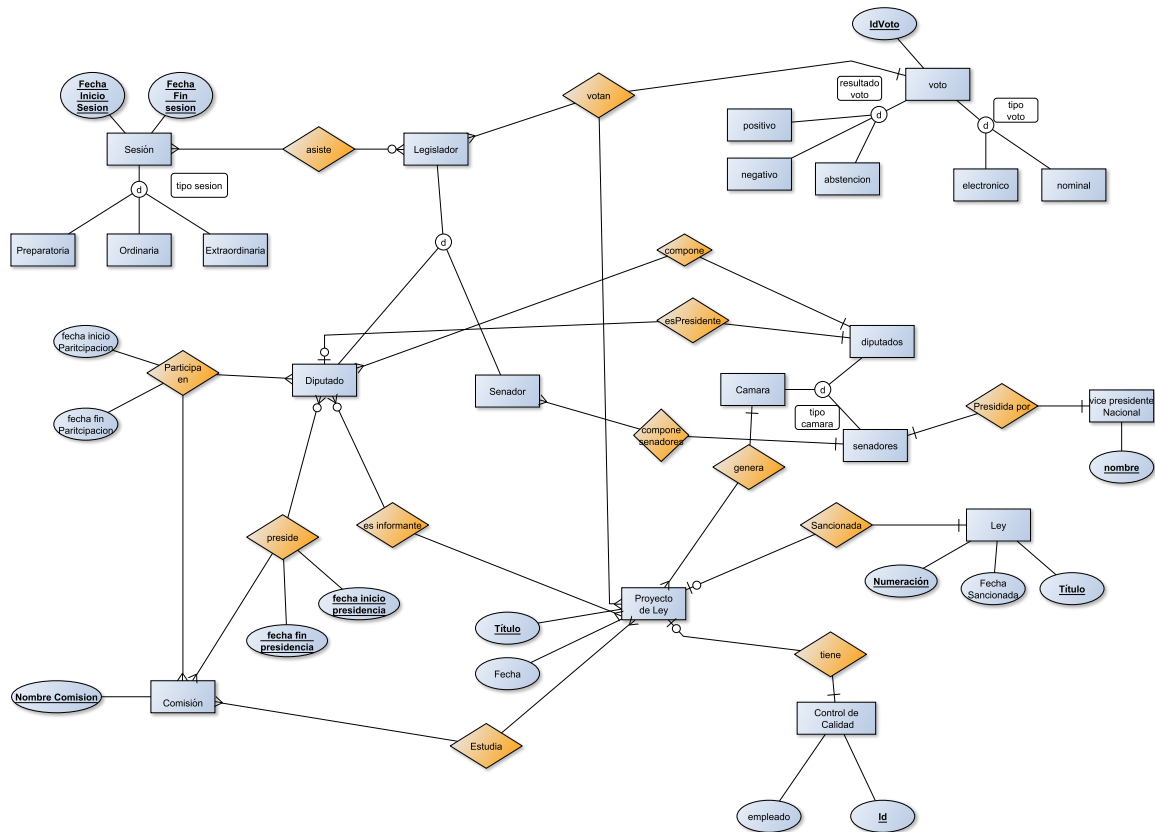 IdVoto
Fecha
Inicio
Sesion
Fecha
Fin
sesion
resultado
voto
voto
votan
tipo
voto
positivo
Sesión
asiste
Legislador
negativo
abstencion
electronico
nominal
tipo sesion
Preparatoria
Ordinaria
Extraordinaria
compone
esPresidente
diputados
fecha inicio
Paritcipacion
Participa
en
Diputado
Senador
Camara
tipo
camara
Presidida por
vice presidente
Nacional
fecha fin
Paritcipacion
compone
senadores
senadores
genera
nombre
es informante
preside
Sancionada
Ley
Numeración
Fecha
Sancionada
Título
fecha inicio
presidencia
Proyecto
de Ley
Título
fecha fin
presidencia
Fecha
tiene
Nombre Comision
Comisión
Control de
Calidad
Estudia
empleado
Id
d
d
d
d
d